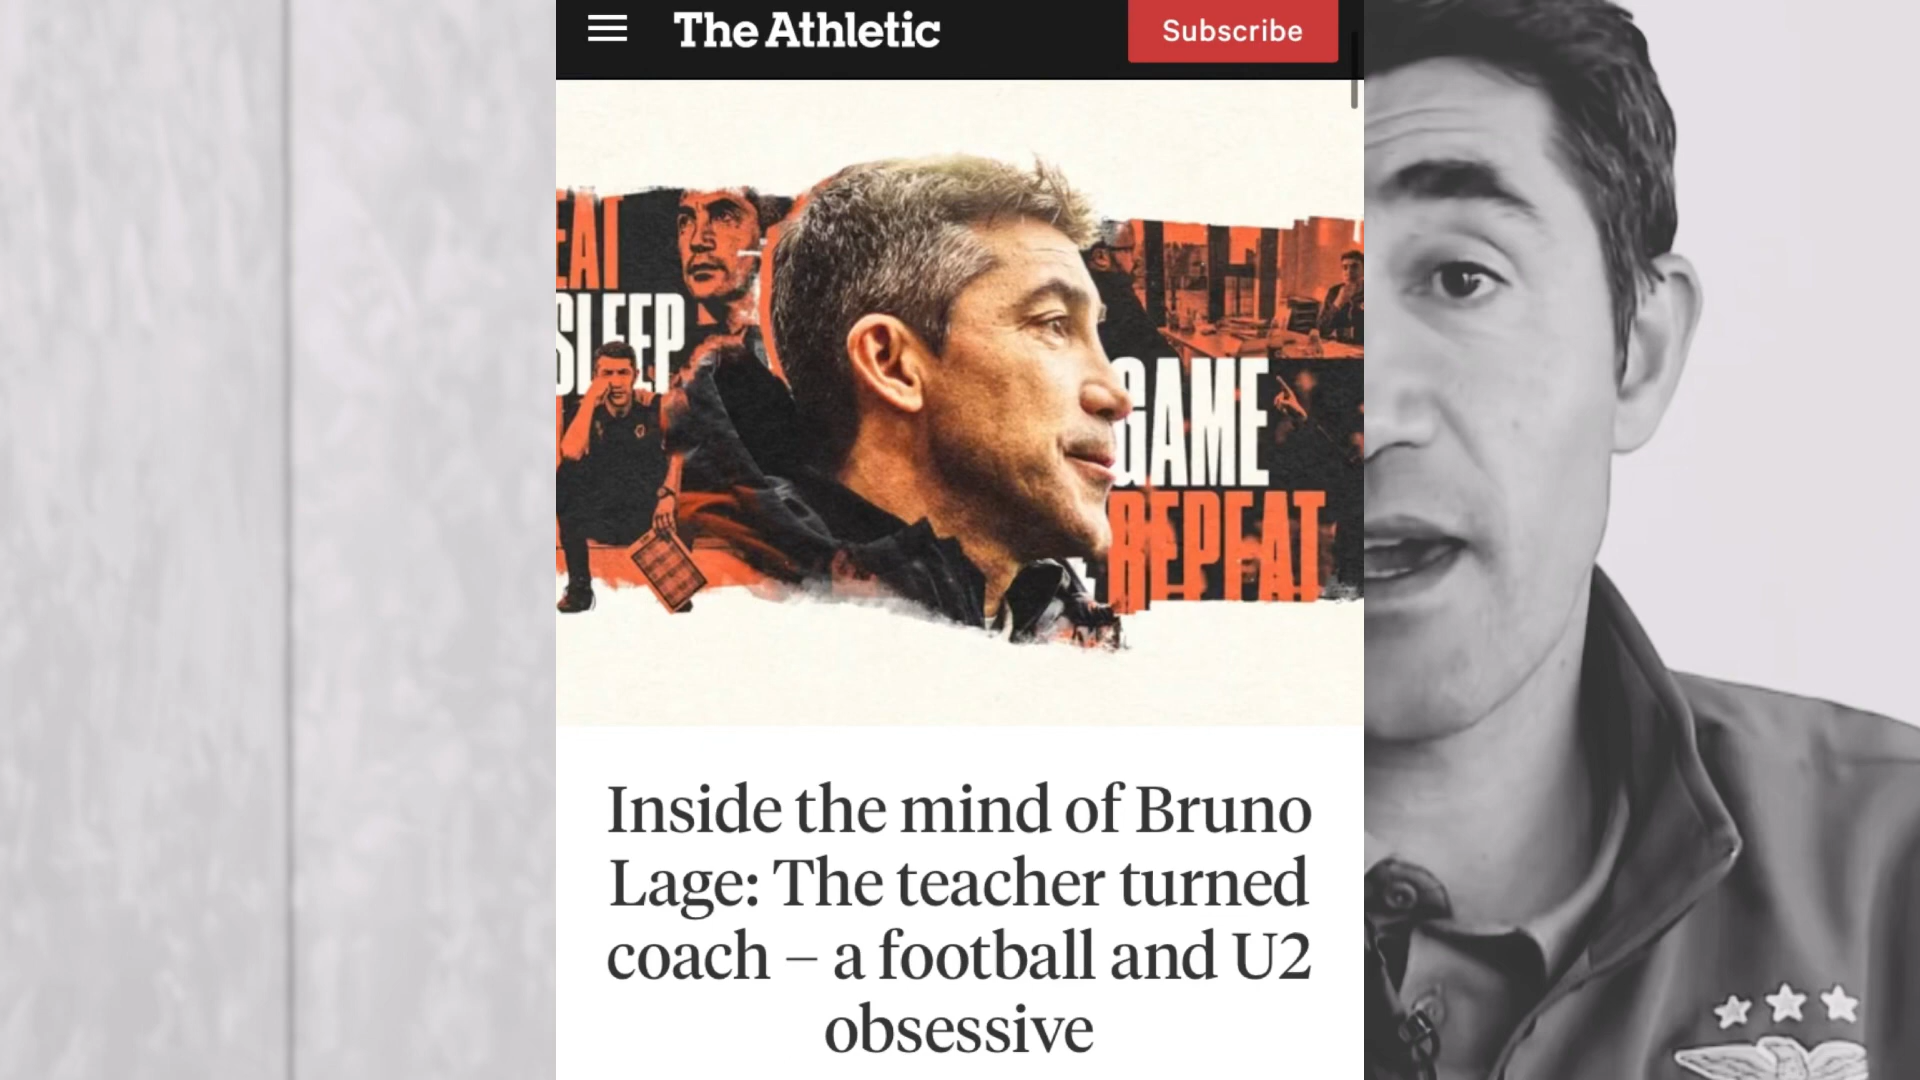 The Athletic
Subscribe
EAT
SLEEP
GAME
REPEAT
Inside the mind of Bruno
Lage: The teacher turned
coach – a football and U2
obsessive